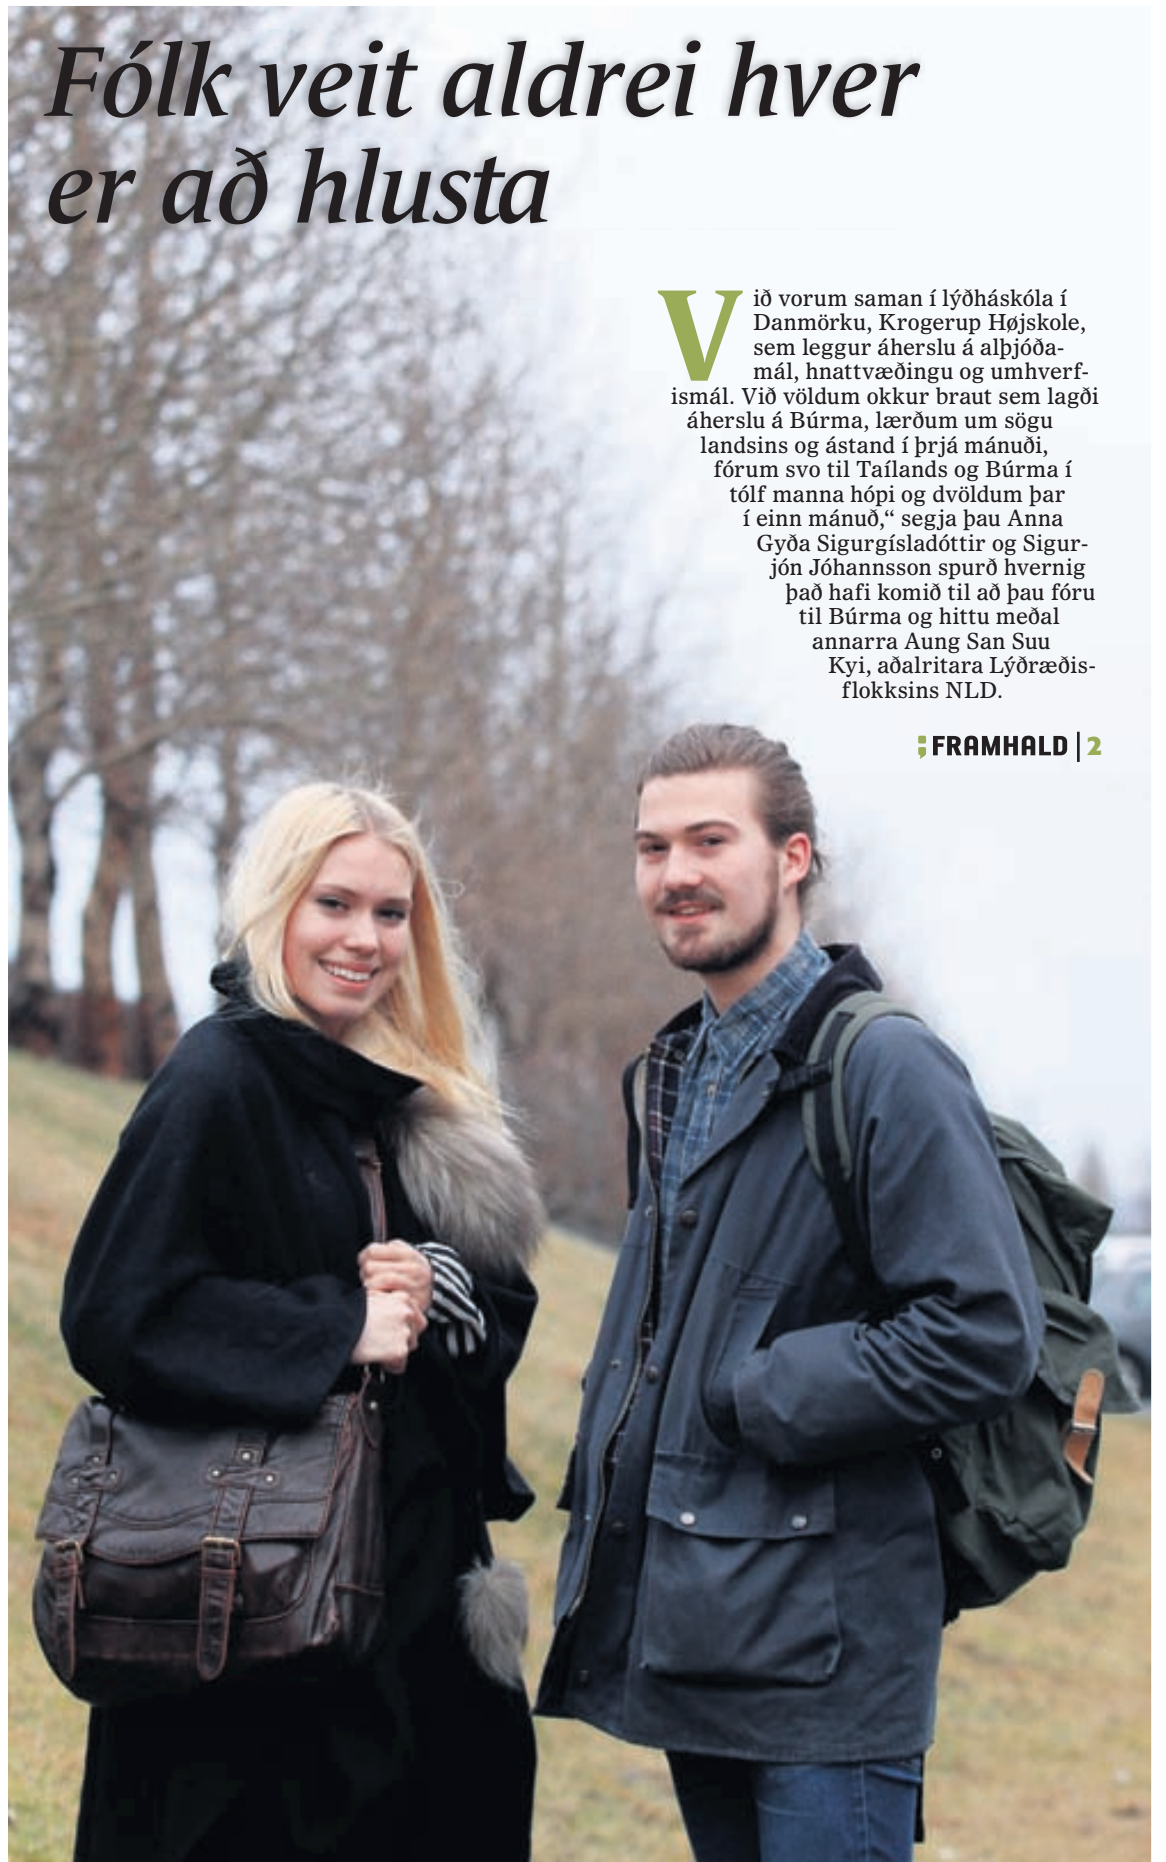 Fólk veit aldrei hver
er að hlusta
Við vorum saman í lýðháskóla í
Danmörku, Krogerup Højskole,
sem leggur áherslu á alþjóða-
mál, hnattvæðingu og umhverf-
ismál. Við völdum okkur braut sem lagði
áherslu á Búrma, lærðum um sögu
landsins og ástand í þrjá mánuði,
fórum svo til Taílands og Búrma í
tólf manna hópi og dvöldum þar
í einn mánuð,“ segja þau Anna
Gyða Sigurgísladóttir og Sigur-
jón Jóhannsson spurð hvernig
það hafi komið til að þau fóru
til Búrma og hittu meðal
annarra Aung San Suu
Kyi, aðalritara Lýðræðis-
flokksins NLD.
;FRAMHALD | 2